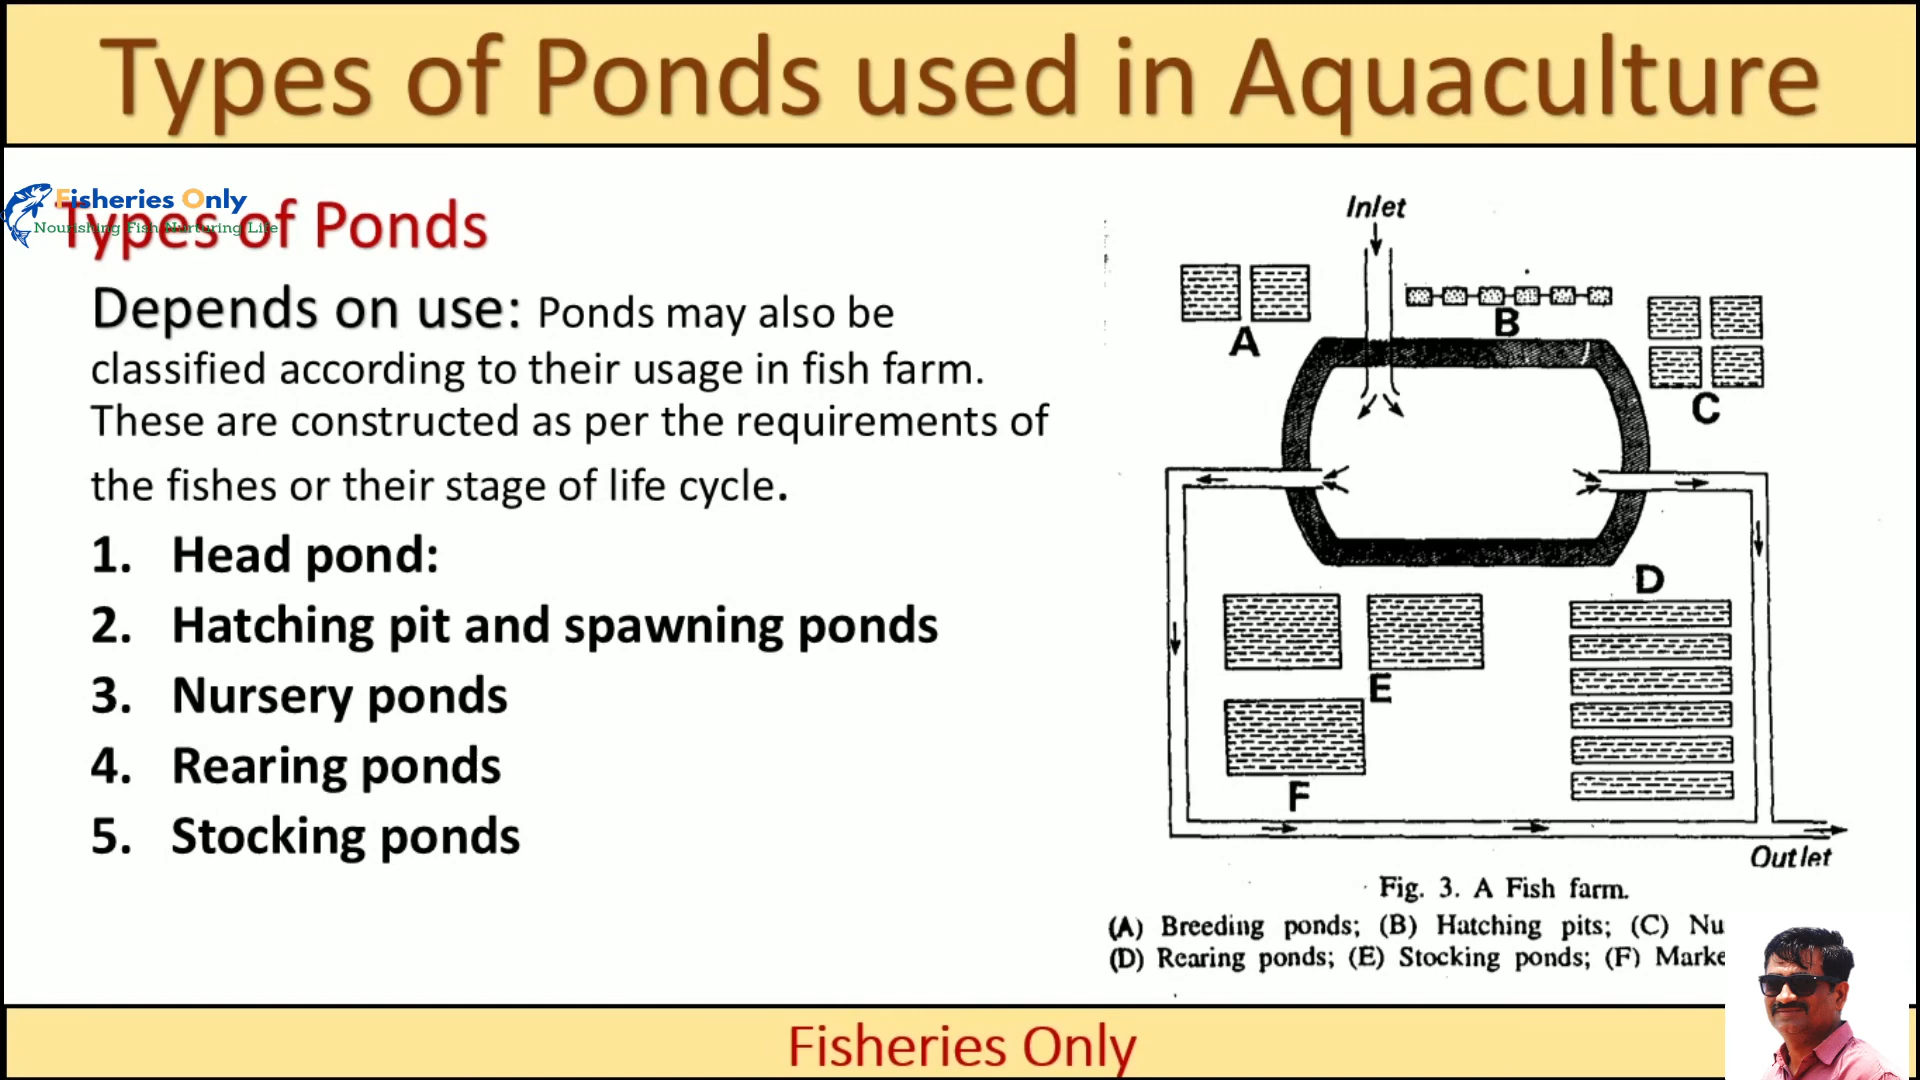 Types of Ponds used in Aquaculture
Fisheries Only
Nourishing Fish Nurturing Life
Types of Ponds
Depends on use: Ponds may also be
classified according to their usage in fish farm.
These are constructed as per the requirements of
the fishes or their stage of life cycle.
1. Head pond:
2. Hatching pit and spawning ponds
3. Nursery ponds
4. Rearing ponds
5. Stocking ponds
Inlet
A
B
C
D
E
F
Outlet
Fig. 3. A Fish farm.
(A) Breeding ponds; (B) Hatching pits; (C) Nu
(D) Rearing ponds; (E) Stocking ponds; (F) Marke
Fisheries Only